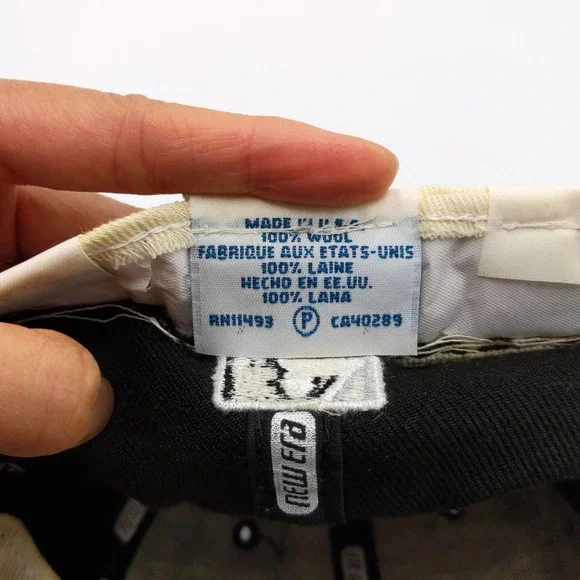 MADE IN U.S.A.
100% WOOL
FABRIQUE AUX ETATS-UNIS
100% LAINE
HECHO EN EE.UU.
100% LANA
RN11493 P CA40289
NEW ERA